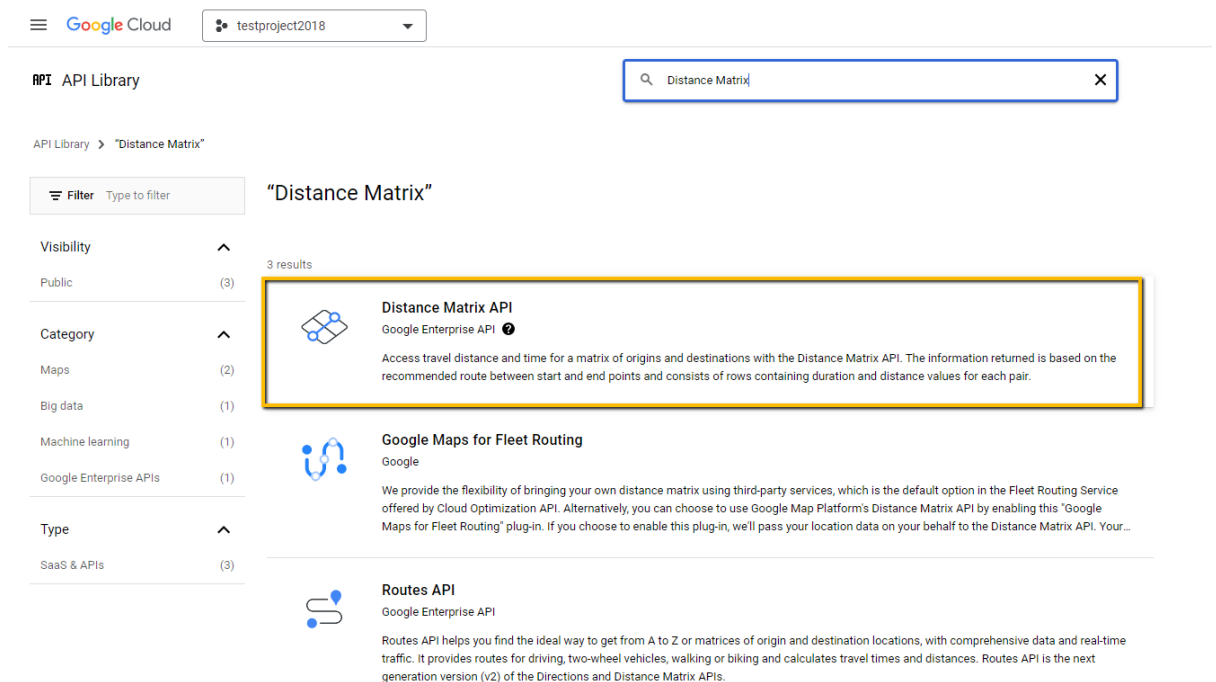 Google Cloud
testproject2018
API API Library
Distance Matrix
API Library > “Distance Matrix”
Filter Type to filter
Visibility
Public (3)
Category
Maps (2)
Big data (1)
Machine learning (1)
Google Enterprise APIs (1)
Type
SaaS & APIs (3)
“Distance Matrix”
3 results
Distance Matrix API
Google Enterprise API ?
Access travel distance and time for a matrix of origins and destinations with the Distance Matrix API. The information returned is based on the
recommended route between start and end points and consists of rows containing duration and distance values for each pair.
Google Maps for Fleet Routing
Google
We provide the flexibility of bringing your own distance matrix using third-party services, which is the default option in the Fleet Routing Service
offered by Cloud Optimization API. Alternatively, you can choose to use Google Map Platform's Distance Matrix API by enabling this "Google
Maps for Fleet Routing" plug-in. If you choose to enable this plug-in, we'll pass your location data on your behalf to the Distance Matrix API. Your…
Routes API
Google Enterprise API
Routes API helps you find the ideal way to get from A to Z or matrices of origin and destination locations, with comprehensive data and real-time
traffic. It provides routes for driving, two-wheel vehicles, walking or biking and calculates travel times and distances. Routes API is the next
generation version (v2) of the Directions and Distance Matrix APIs.